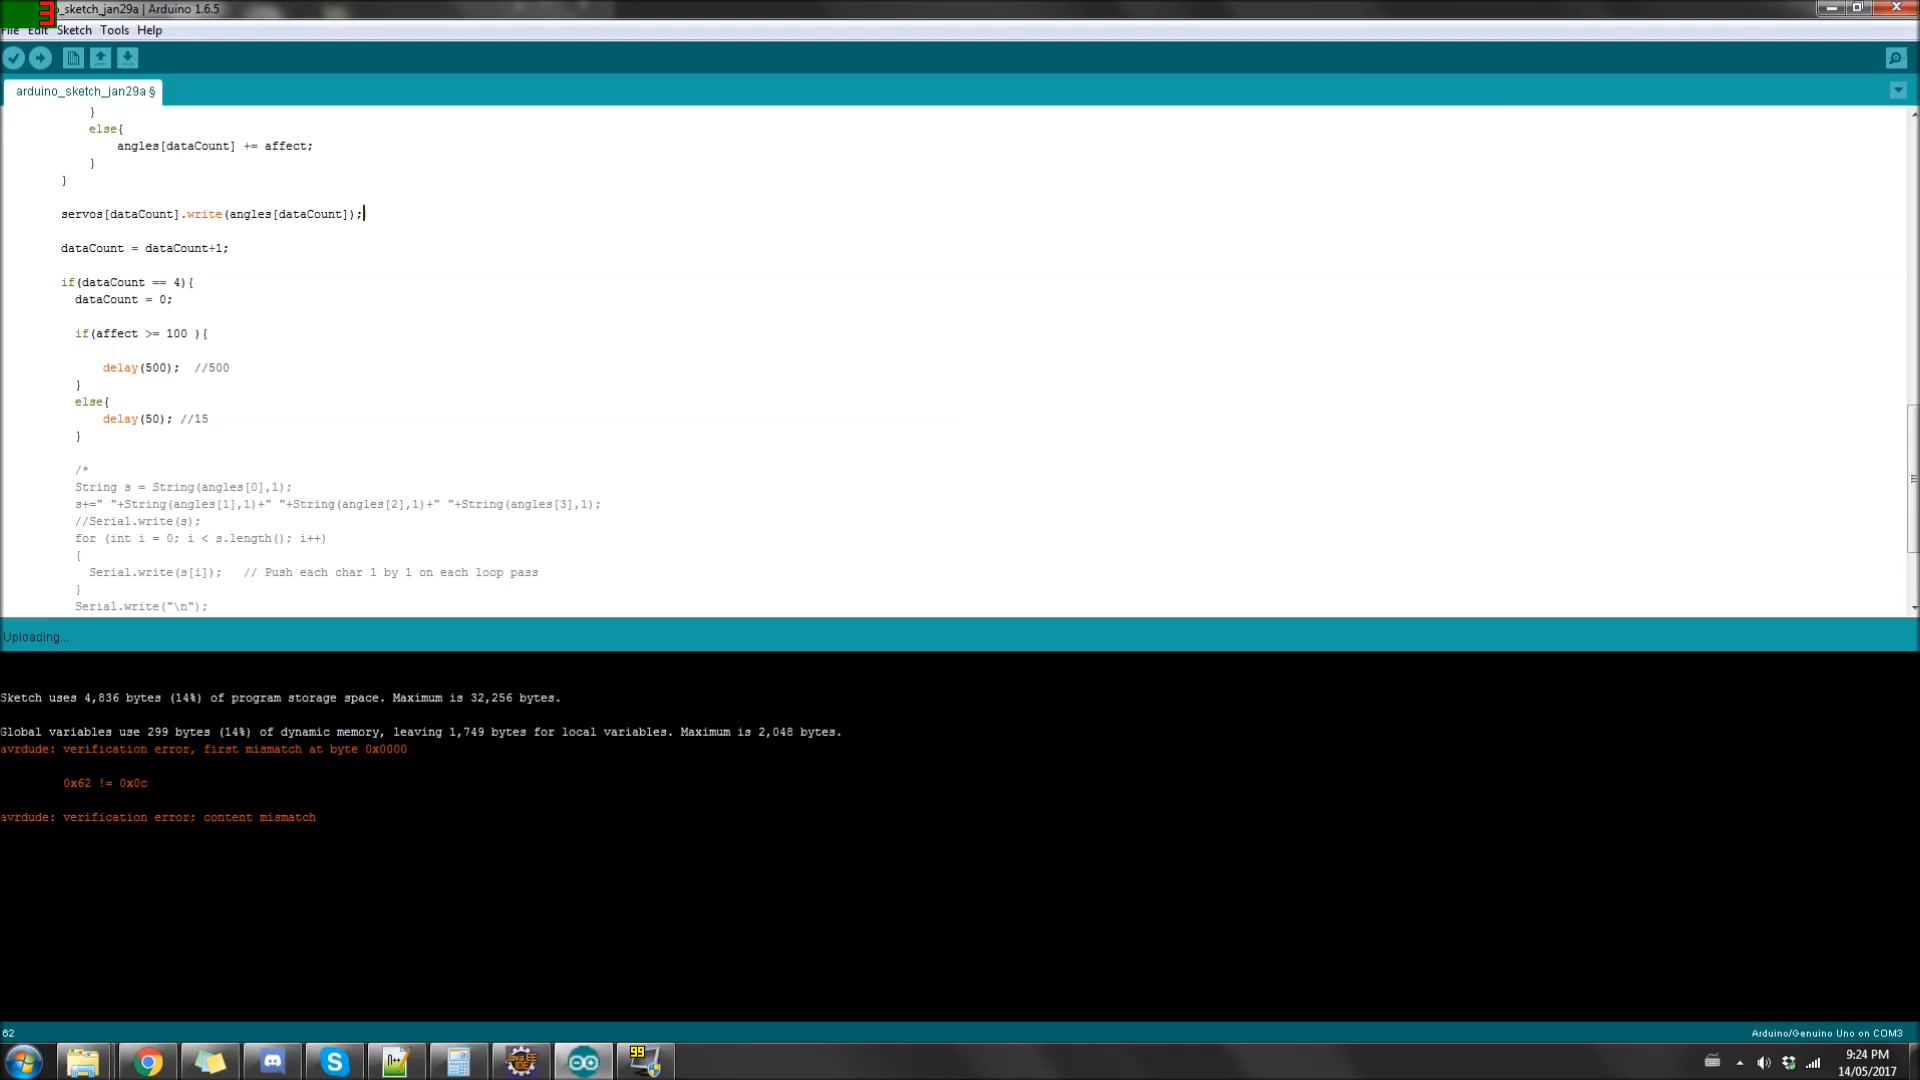 3
o_sketch_jan29a | Arduino 1.6.5
File Edit Sketch Tools Help
arduino_sketch_jan29a §
}
else{
angles[dataCount] += affect;
}
}
servos[dataCount].write(angles[dataCount]);
dataCount = dataCount+1;
if(dataCount == 4){
dataCount = 0;
if(affect >= 100 ){
delay(500);  //500
}
else{
delay(50); //15
}
/*
String s = String(angles[0],1);
s+=" "+String(angles[1],1)+" "+String(angles[2],1)+" "+String(angles[3],1);
//Serial.write(s);
for (int i = 0; i < s.length(); i++)
{
Serial.write(s[i]);   // Push each char 1 by 1 on each loop pass
}
Serial.write("\n");
Uploading...
Sketch uses 4,836 bytes (14%) of program storage space. Maximum is 32,256 bytes.
Global variables use 299 bytes (14%) of dynamic memory, leaving 1,749 bytes for local variables. Maximum is 2,048 bytes.
avrdude: verification error, first mismatch at byte 0x0000
0x62 != 0x0c
avrdude: verification error; content mismatch
62
Arduino/Genuino Uno on COM3
Java EE
IDE
99
9:24 PM
14/05/2017